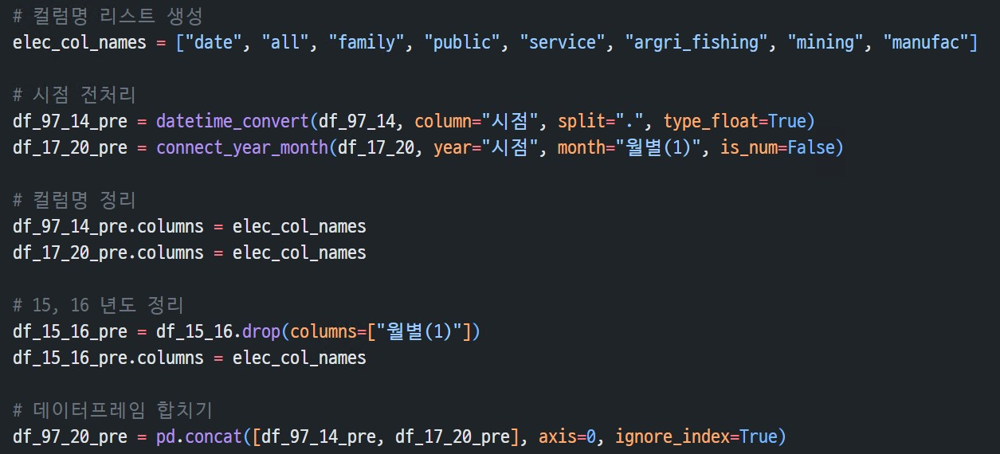 # 컬럼명 리스트 생성
elec_col_names = ["date", "all", "family", "public", "service", "argri_fishing", "mining", "manufac"]
# 시점 전처리
df_97_14_pre = datetime_convert(df_97_14, column="시점", split=".", type_float=True)
df_17_20_pre = connect_year_month(df_17_20, year="시점", month="월별(1)", is_num=False)
# 컬럼명 정리
df_97_14_pre.columns = elec_col_names
df_17_20_pre.columns = elec_col_names
# 15, 16 년도 정리
df_15_16_pre = df_15_16.drop(columns=["월별(1)"])
df_15_16_pre.columns = elec_col_names
# 데이터프레임 합치기
df_97_20_pre = pd.concat([df_97_14_pre, df_17_20_pre], axis=0, ignore_index=True)